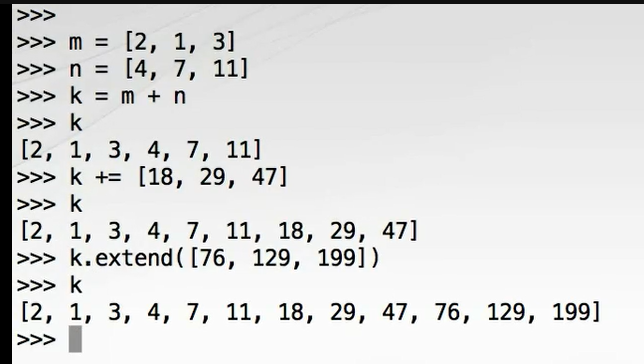 >>>
>>> m = [2, 1, 3]
>>> n = [4, 7, 11]
>>> k = m + n
>>> k
[2, 1, 3, 4, 7, 11]
>>> k += [18, 29, 47]
>>> k
[2, 1, 3, 4, 7, 11, 18, 29, 47]
>>> k.extend([76, 129, 199])
>>> k
[2, 1, 3, 4, 7, 11, 18, 29, 47, 76, 129, 199]
>>>